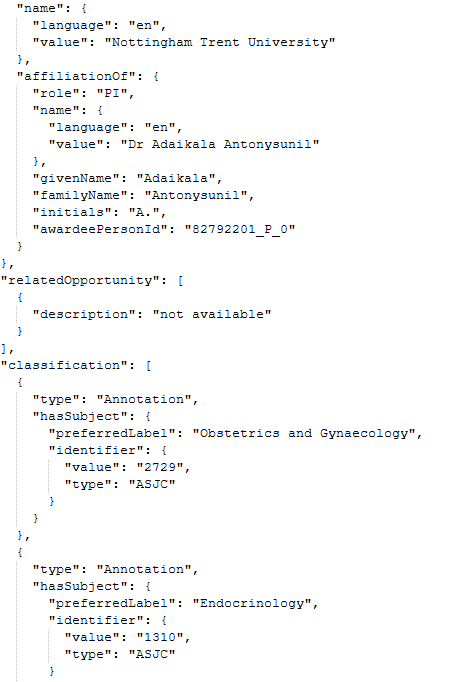 "name": {
"language": "en",
"value": "Nottingham Trent University"
},
"affiliationOf": {
"role": "PI",
"name": {
"language": "en",
"value": "Dr Adaikala Antonysunil"
},
"givenName": "Adaikala",
"familyName": "Antonysunil",
"initials": "A.",
"awardeePersonId": "82792201_P_0"
}
},
"relatedOpportunity": [
{
"description": "not available"
}
],
"classification": [
{
"type": "Annotation",
"hasSubject": {
"preferredLabel": "Obstetrics and Gynaecology",
"identifier": {
"value": "2729",
"type": "ASJC"
}
}
},
{
"type": "Annotation",
"hasSubject": {
"preferredLabel": "Endocrinology",
"identifier": {
"value": "1310",
"type": "ASJC"
}